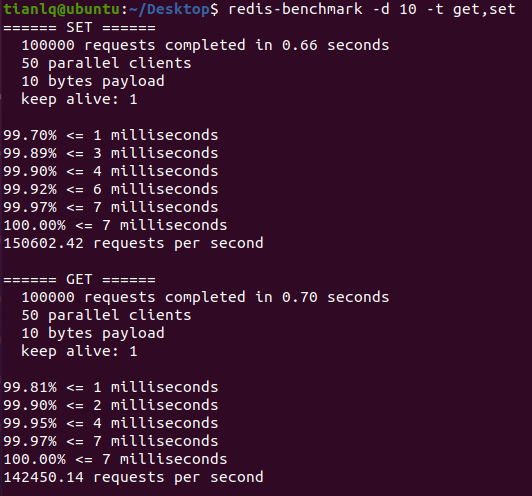 tianlq@ubuntu:~/Desktop$ redis-benchmark -d 10 -t get,set
====== SET ======
  100000 requests completed in 0.66 seconds
  50 parallel clients
  10 bytes payload
  keep alive: 1

99.70% <= 1 milliseconds
99.89% <= 3 milliseconds
99.90% <= 4 milliseconds
99.92% <= 6 milliseconds
99.97% <= 7 milliseconds
100.00% <= 7 milliseconds
150602.42 requests per second

====== GET ======
  100000 requests completed in 0.70 seconds
  50 parallel clients
  10 bytes payload
  keep alive: 1

99.81% <= 1 milliseconds
99.90% <= 2 milliseconds
99.95% <= 4 milliseconds
99.97% <= 7 milliseconds
100.00% <= 7 milliseconds
142450.14 requests per second